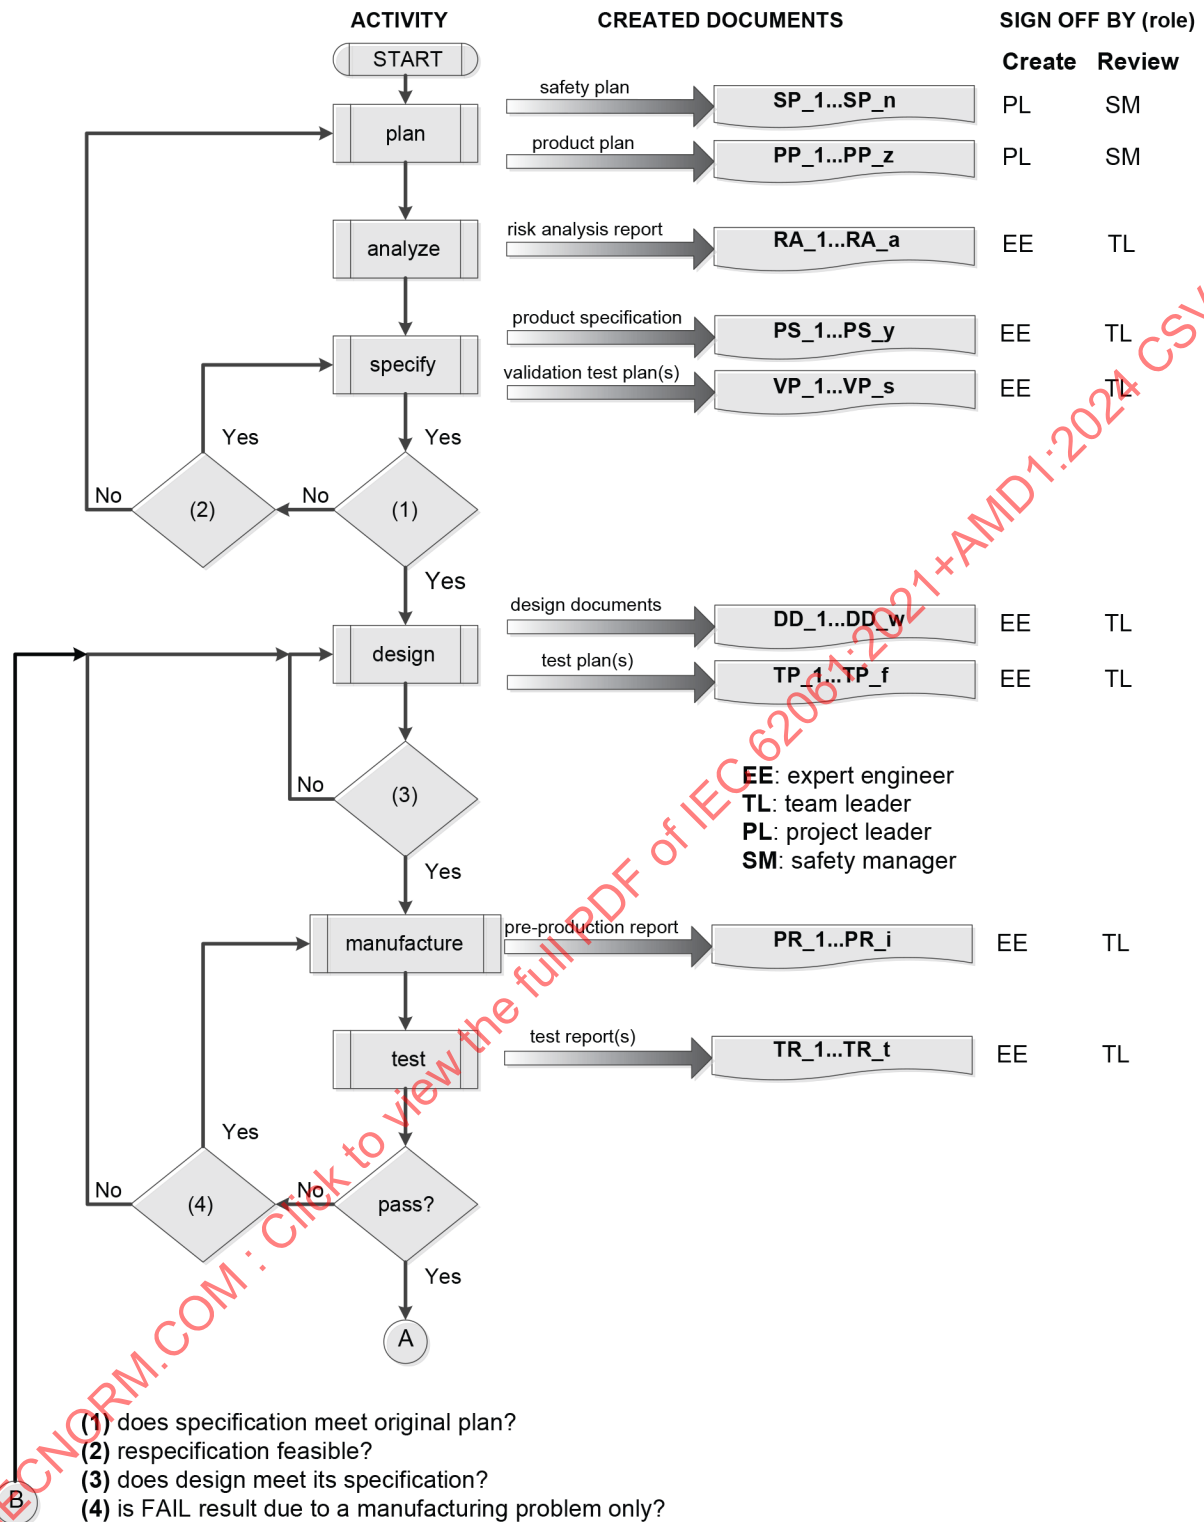 ACTIVITY CREATED DOCUMENTS SIGN OFF BY (role)
START Create Review
safety plan SP_1...SP_n PL SM
plan
product plan PP_1...PP_z PL SM
risk analysis report RA_1...RA_a EE TL
analyze
product specification PS_1...PS_y EE TL
specify
validation test plan(s) VP_1...VP_s EE TL
Yes Yes
No (2) No (1)
Yes
design documents DD_1...DD_w EE TL
design
test plan(s) TP_1...TP_f EE TL
No (3)
EE: expert engineer
TL: team leader
PL: project leader
SM: safety manager
Yes
pre-production report
manufacture PR_1...PR_i EE TL
test report(s)
test TR_1...TR_t EE TL
Yes
No (4) No pass?
Yes
A
(1) does specification meet original plan?
(2) respecification feasible?
(3) does design meet its specification?
B
(4) is FAIL result due to a manufacturing problem only?
ECNORM.COM : Click to view the full PDF of IEC 62061:2021+AMD1:2024 CSV